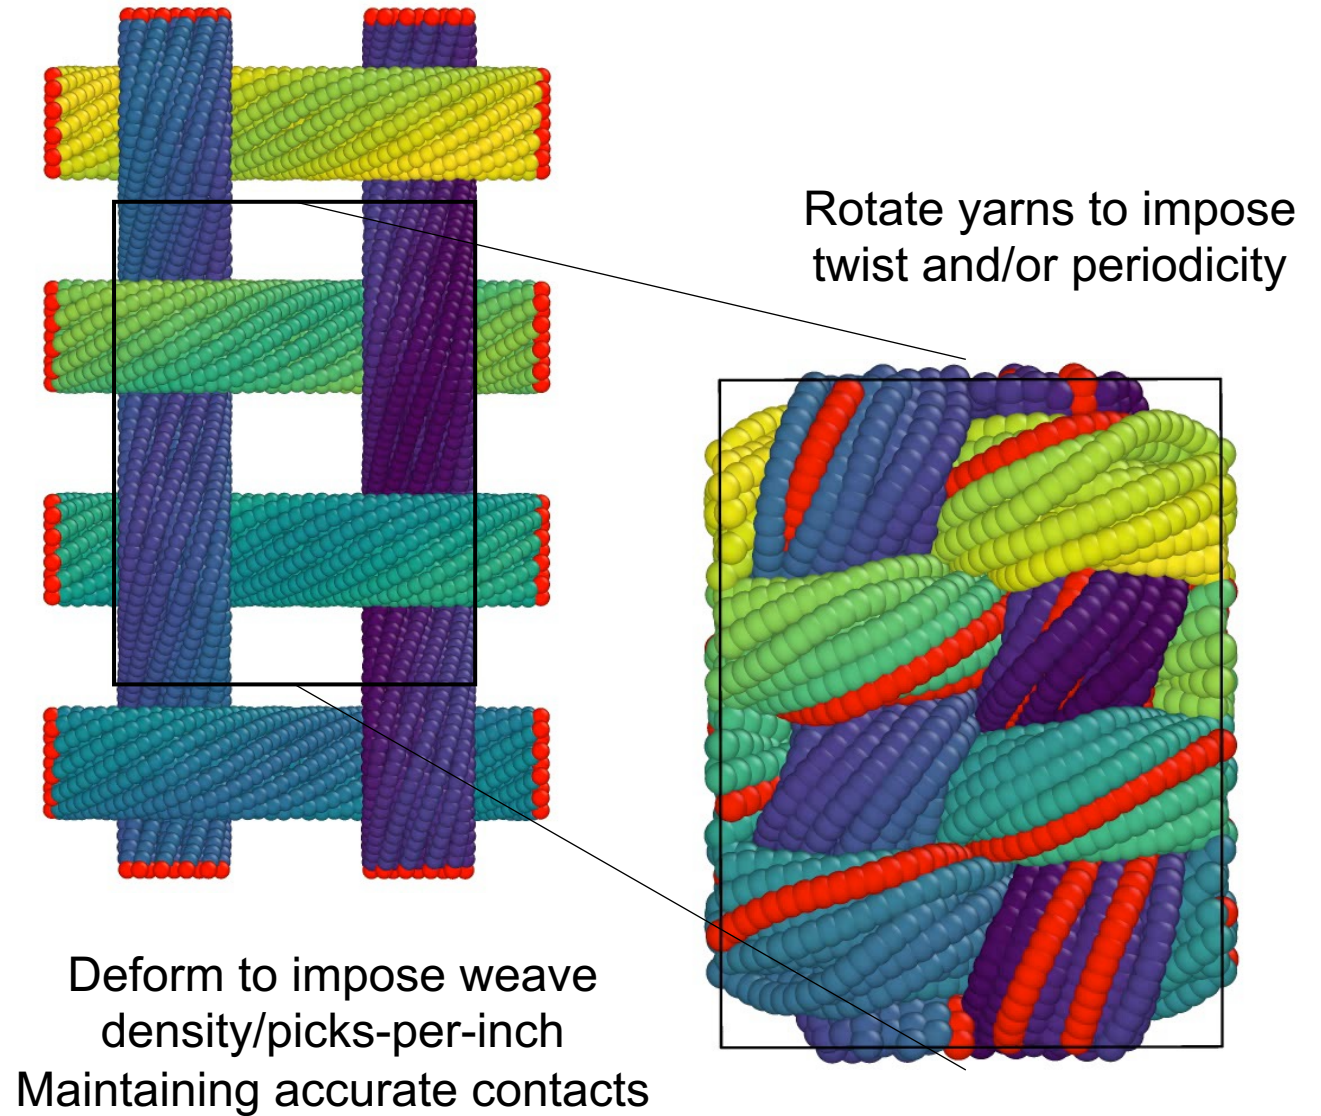 Rotate yarns to impose
twist and/or periodicity
Deform to impose weave
density/picks-per-inch
Maintaining accurate contacts